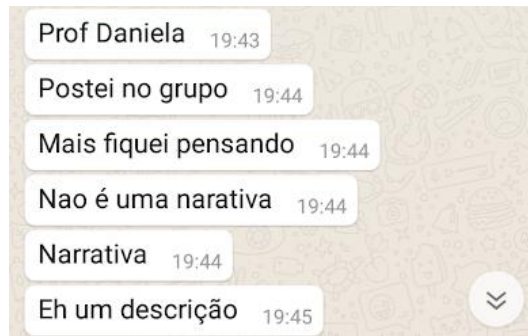 Prof Daniela 19:43
Postei no grupo 19:44
Mais fiquei pensando 19:44
Nao é uma narativa 19:44
Narrativa 19:44
Eh um descrição 19:45